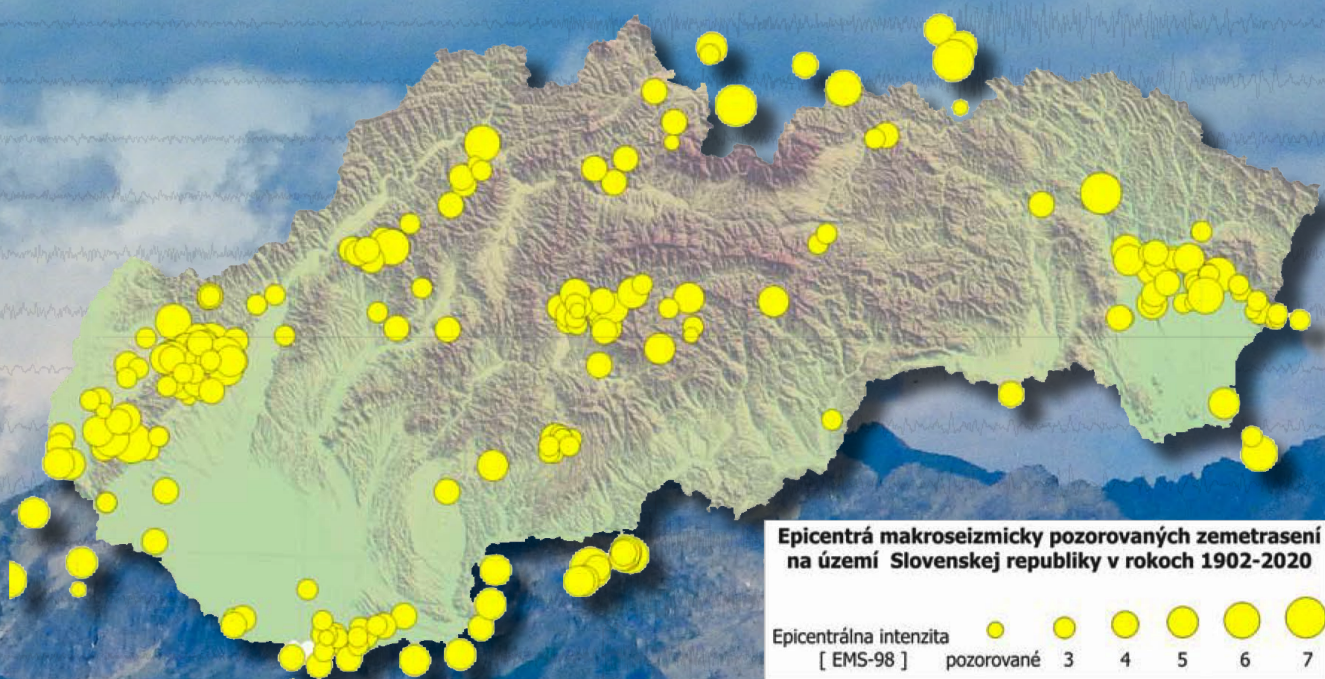 Epicentrá makroseizmicky pozorovaných zemetrasení
na území Slovenskej republiky v rokoch 1902-2020
Epicentrálna intenzita
[ EMS-98 ] pozorované 3 4 5 6 7